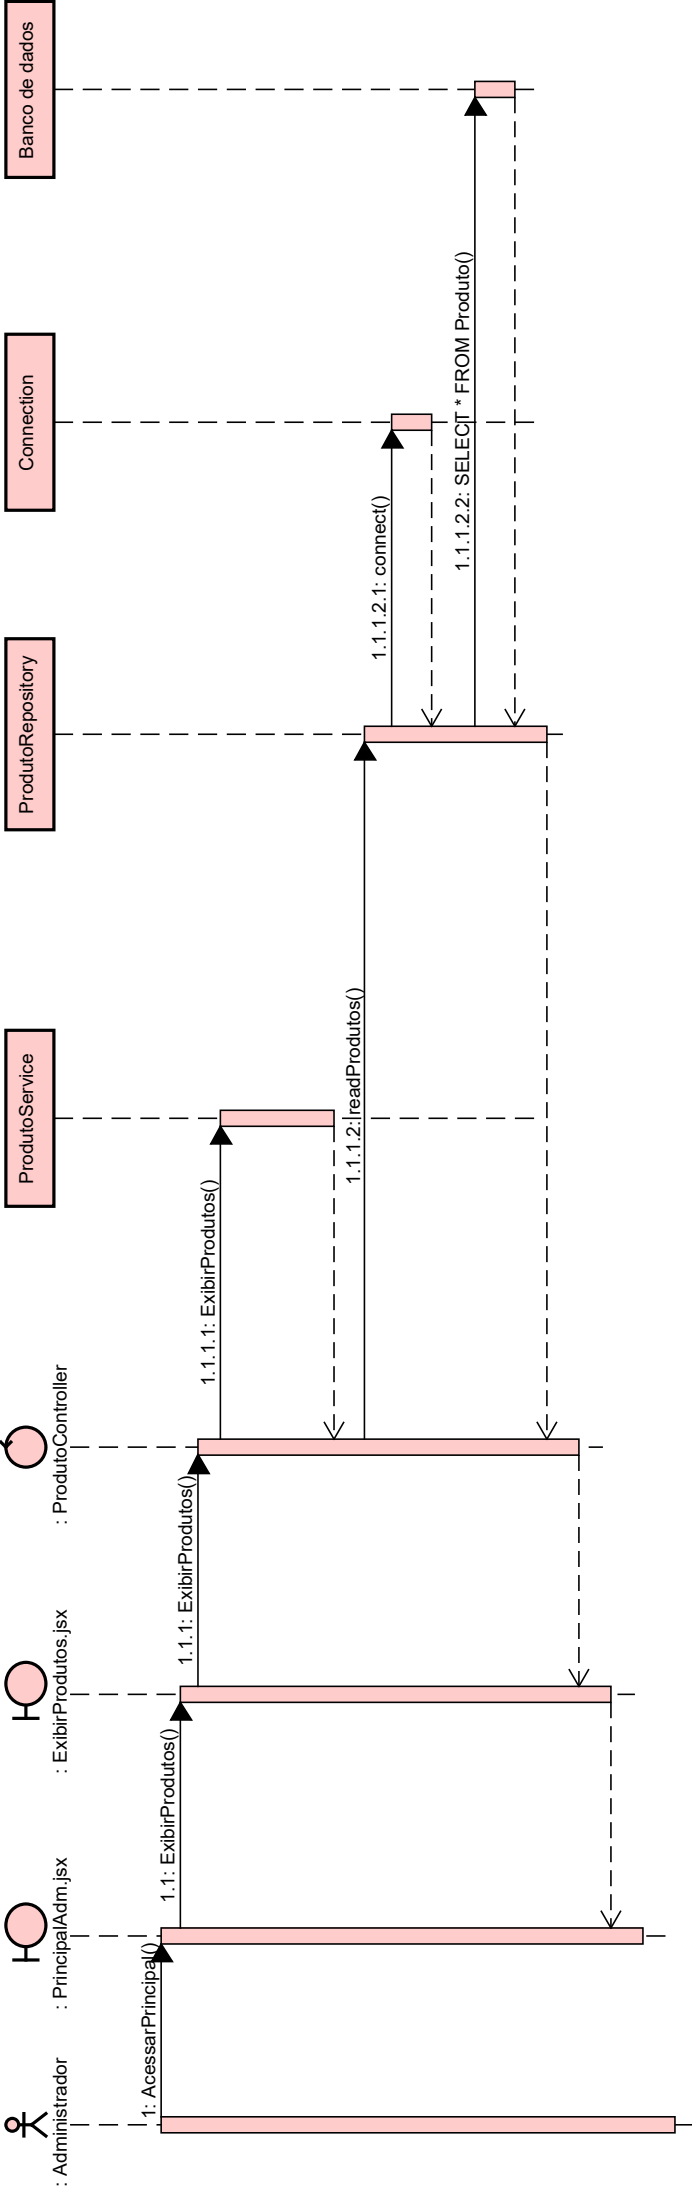 : Administrador
: PrincipalAdm.jsx
: ExibirProdutos.jsx
: ProdutoController
ProdutoService
ProdutoRepository
Connection
Banco de dados
1: AcessarPrincipal()
1.1: ExibirProdutos()
1.1.1: ExibirProdutos()
1.1.1.1: ExibirProdutos()
1.1.1.2: readProdutos()
1.1.1.2.1: connect()
1.1.1.2.2: SELECT * FROM Produto()